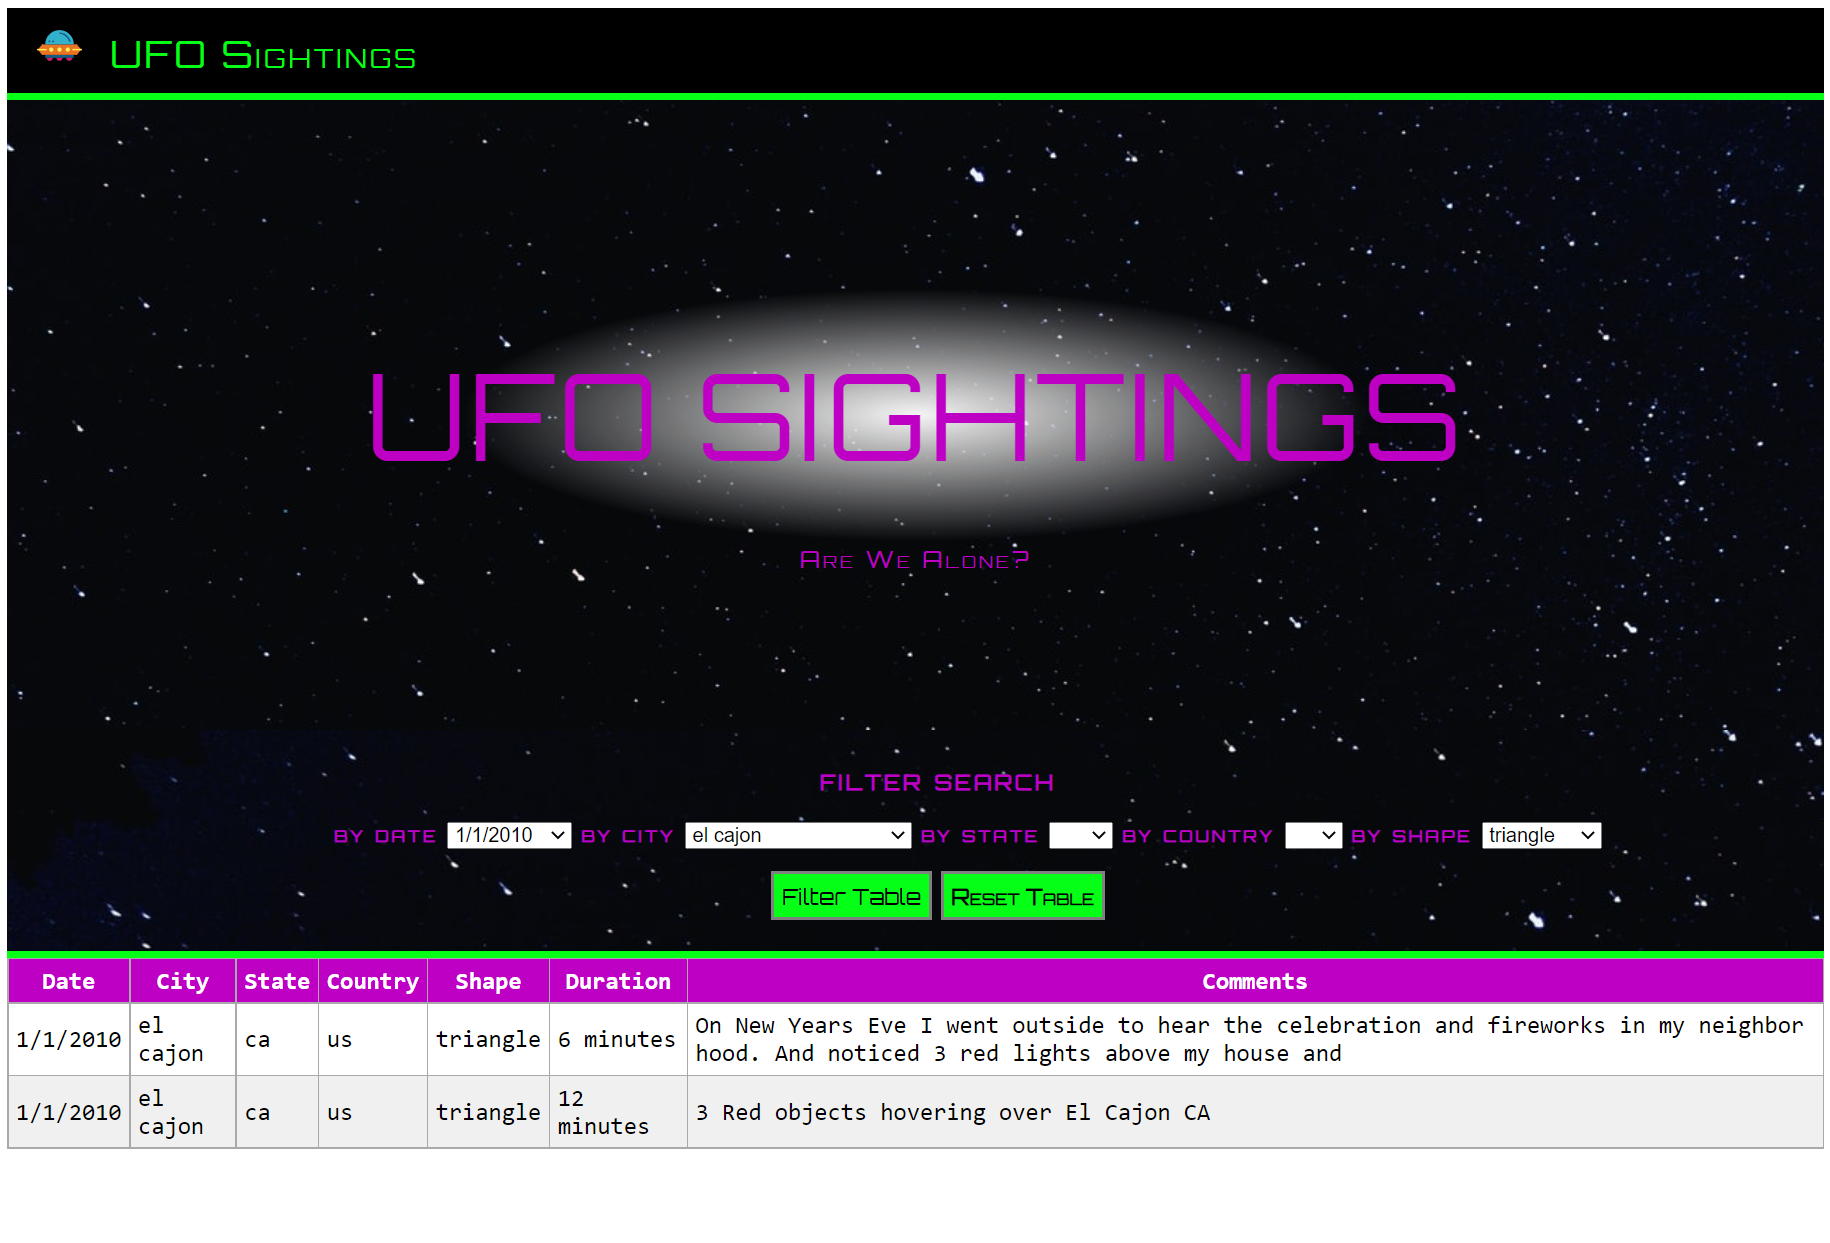 UFO Sightings
UFO SIGHTINGS
Are We Alone?
FILTER SEARCH
BY DATE 1/1/2010 BY CITY el cajon BY STATE BY COUNTRY BY SHAPE triangle
Filter Table Reset Table
Date City State Country Shape Duration Comments
1/1/2010 el cajon ca us triangle 6 minutes On New Years Eve I went outside to hear the celebration and fireworks in my neighbor
hood. And noticed 3 red lights above my house and
1/1/2010 el cajon ca us triangle 12 minutes 3 Red objects hovering over El Cajon CA